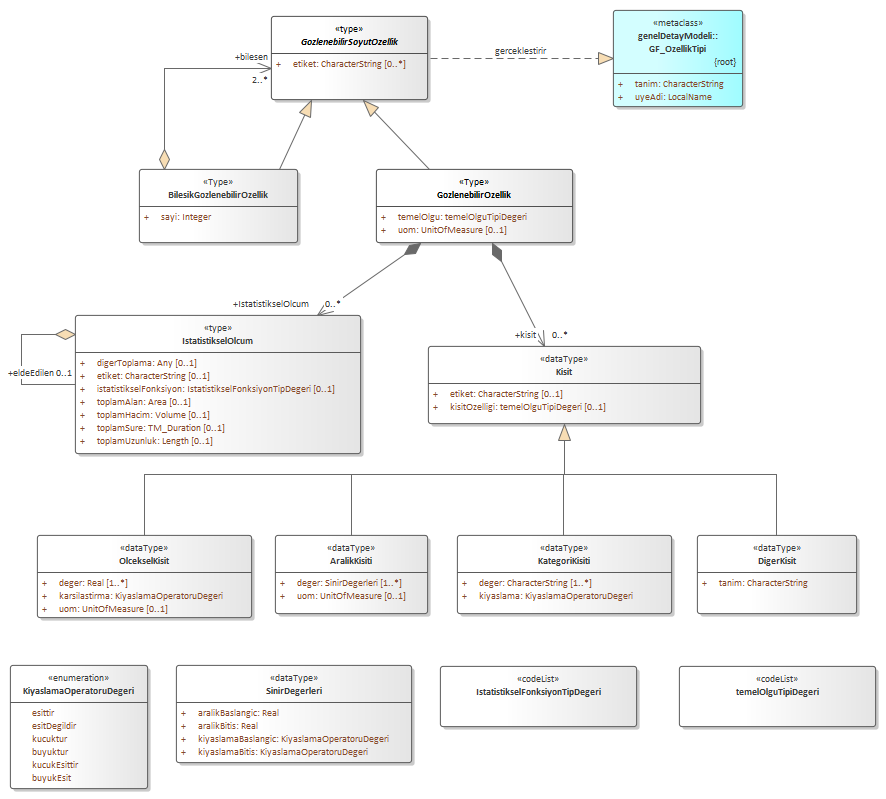 «type»
GozlenebilirSoyutOzellik
+ etiket: CharacterString [0..*]
«metaclass»
genelDetayModeli::
GF_OzellikTipi
{root}
+ tanim: CharacterString
+ uyeAdi: LocalName
gerceklestirir
+bilesen
2..*
«Type»
BilesikGozlenebilirOzellik
+ sayi: Integer
«Type»
GozlenebilirOzellik
+ temelOlgu: temelOlguTipiDegeri
+ uom: UnitOfMeasure [0..1]
+IstatistikselOlcum 0..*
+kisit 0..*
«type»
IstatistikselOlcum
+ digerToplama: Any [0..1]
+ etiket: CharacterString [0..1]
+ istatistikselFonksiyon: IstatistikselFonksiyonTipDegeri [0..1]
+ toplamAlan: Area [0..1]
+ toplamHacim: Volume [0..1]
+ toplamSure: TM_Duration [0..1]
+ toplamUzunluk: Length [0..1]
+eldeEdilen 0..1
«dataType»
Kisit
+ etiket: CharacterString [0..1]
+ kisitOzelligi: temelOlguTipiDegeri [0..1]
«dataType»
OlcekselKisit
+ deger: Real [1..*]
+ karsilastirma: KiyaslamaOperatoruDegeri
+ uom: UnitOfMeasure [0..1]
«dataType»
AralikKisiti
+ deger: SinirDegerleri [1..*]
+ uom: UnitOfMeasure [0..1]
«dataType»
KategoriKisiti
+ deger: CharacterString [1..*]
+ kiyaslama: KiyaslamaOperatoruDegeri
«dataType»
DigerKisit
+ tanim: CharacterString
«enumeration»
KiyaslamaOperatoruDegeri
esittir
esitDegildir
kucuktur
buyuktur
kucukEsittir
buyukEsit
«dataType»
SinirDegerleri
+ aralikBaslangic: Real
+ aralikBitis: Real
+ kiyaslamaBaslangic: KiyaslamaOperatoruDegeri
+ kiyaslamaBitis: KiyaslamaOperatoruDegeri
«codeList»
IstatistikselFonksiyonTipDegeri
«codeList»
temelOlguTipiDegeri